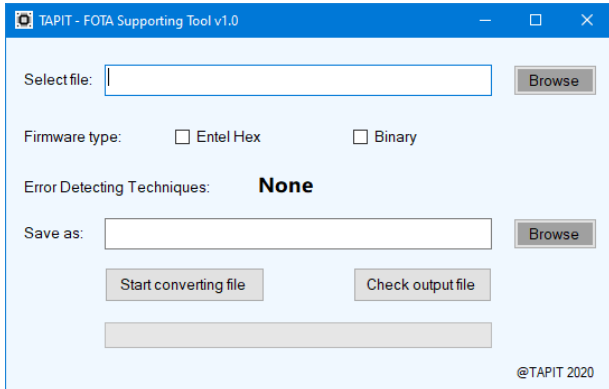 TAPIT - FOTA Supporting Tool v1.0
Select file: Browse
Firmware type: Entel Hex Binary
Error Detecting Techniques: None
Save as: Browse
Start converting file Check output file
@TAPIT 2020